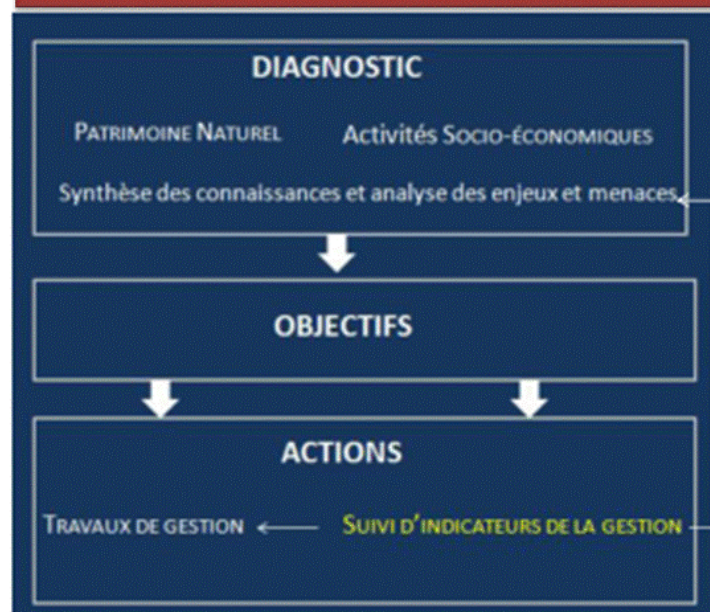 DIAGNOSTIC
PATRIMOINE NATUREL Activités SOCIO-ÉCONOMIQUES
Synthèse des connaissances et analyse des enjeux et menaces
OBJECTIFS
ACTIONS
TRAVAUX DE GESTION SUIVI D'INDICATEURS DE LA GESTION